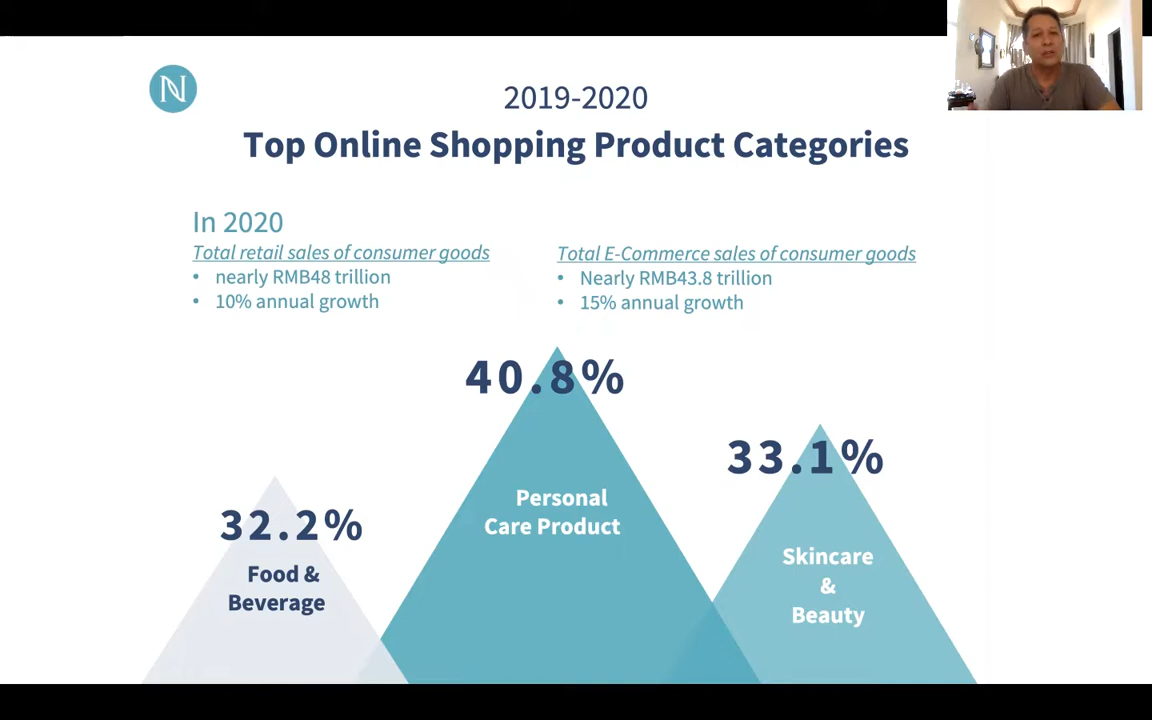 N
2019-2020
Top Online Shopping Product Categories
In 2020
Total retail sales of consumer goods
• nearly RMB48 trillion
• 10% annual growth
Total E-Commerce sales of consumer goods
• Nearly RMB43.8 trillion
• 15% annual growth
40.8%
Personal
Care Product
33.1%
Skincare
&
Beauty
32.2%
Food &
Beverage